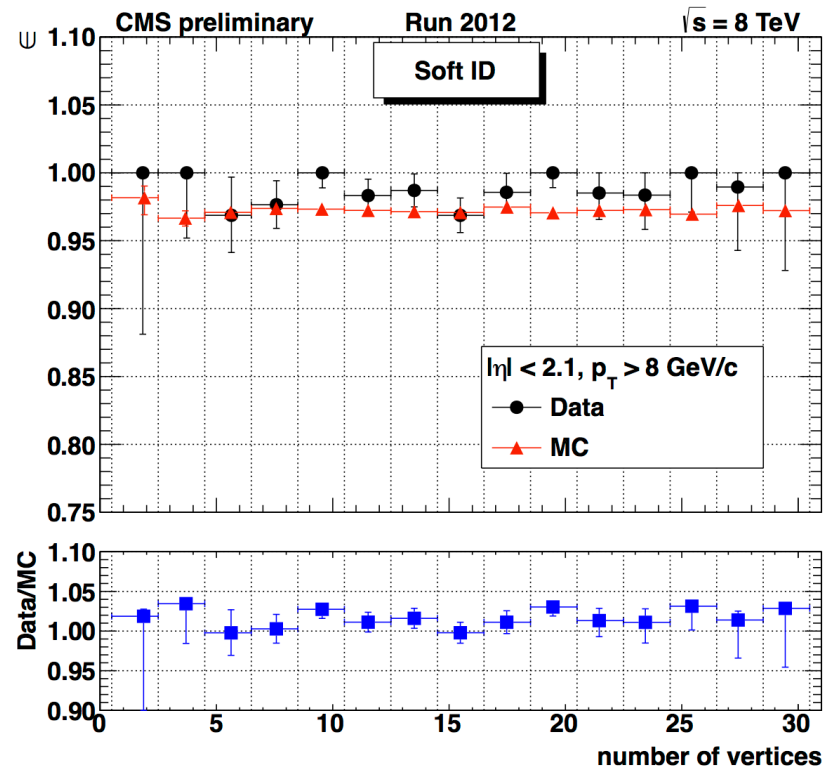 CMS preliminary Run 2012 √s = 8 TeV
∈
1.10
Soft ID
1.05
1.00
0.95
0.90
0.85
|η| < 2.1, p_T > 8 GeV/c
Data
0.80
MC
0.75
Data/MC
1.10
1.05
1.00
0.95
0.90
0 5 10 15 20 25 30
number of vertices